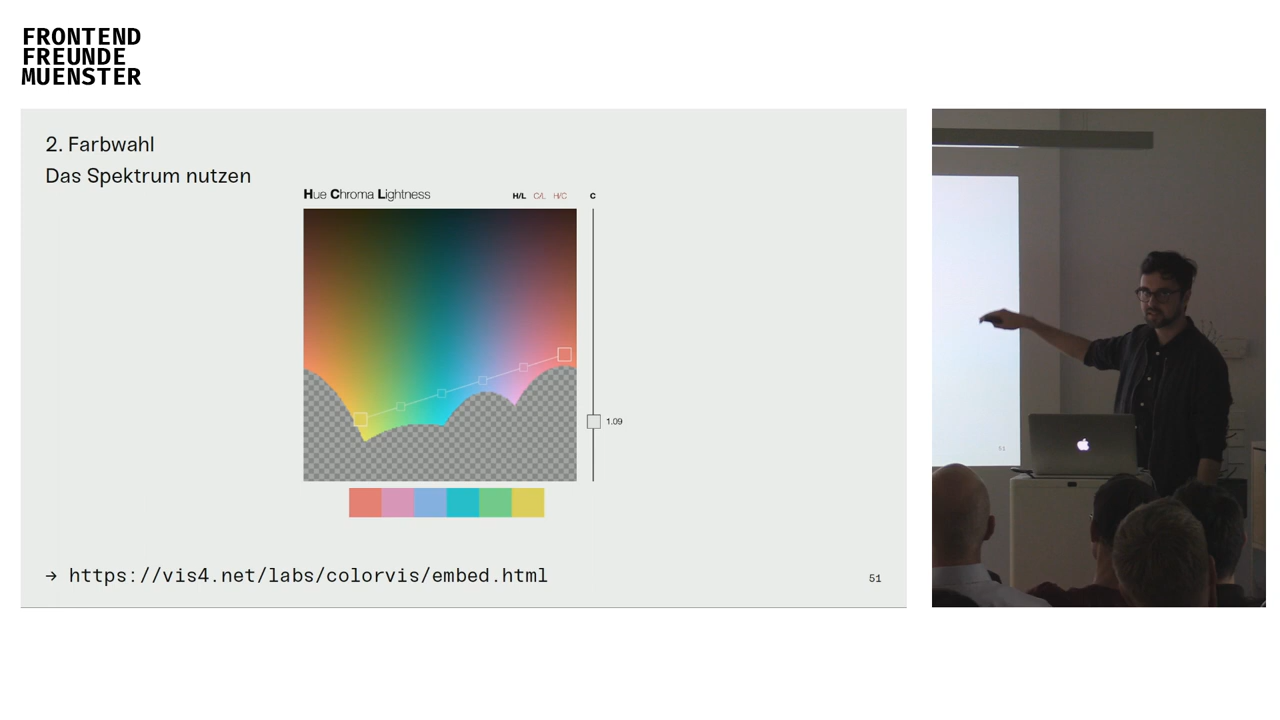 FRONTEND
FREUNDE
MUENSTER
2. Farbwahl
Das Spektrum nutzen
Hue Chroma Lightness
H/L C/L H/C C
1.09
→ https://vis4.net/labs/colorvis/embed.html
51
51